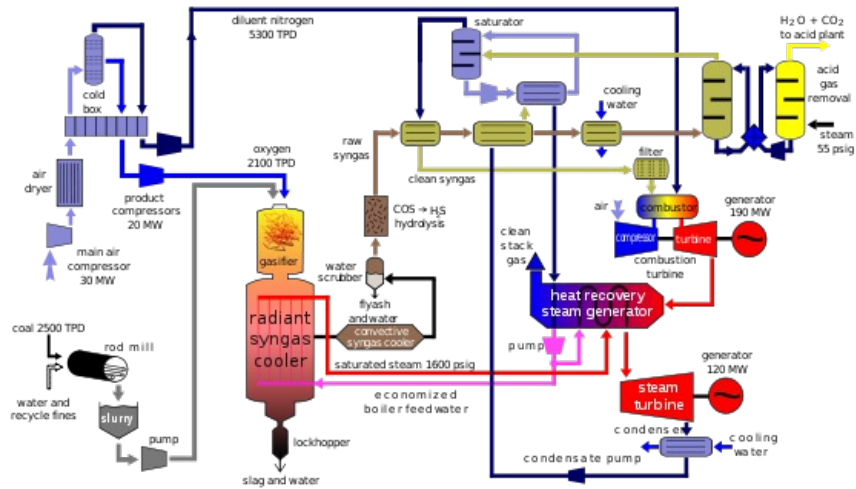 diluent nitrogen
5300 TPD
saturator
H₂O + CO₂
to acid plant
cold
box
cooling
water
acid
gas
removal
steam
55 psig
oxygen
2100 TPD
raw
syngas
filter
clean syngas
air
dryer
product
compressors
20 MW
COS → H₂S
hydrolysis
air
combustor
generator
190 MW
compressor
turbine
combustion
turbine
main air
compressor
30 MW
gasifier
clean
stack
gas
water
scrubber
flyash
and water
heat recovery
steam generator
radiant
syngas
cooler
convective
syngas cooler
pump
coal 2500 TPD
rod mill
saturated steam 1600 psig
generator
120 MW
economized
boiler feed water
steam
turbine
water and
recycle fines
slurry
pump
lockhopper
condenser
cooling
water
condensate pump
slag and water